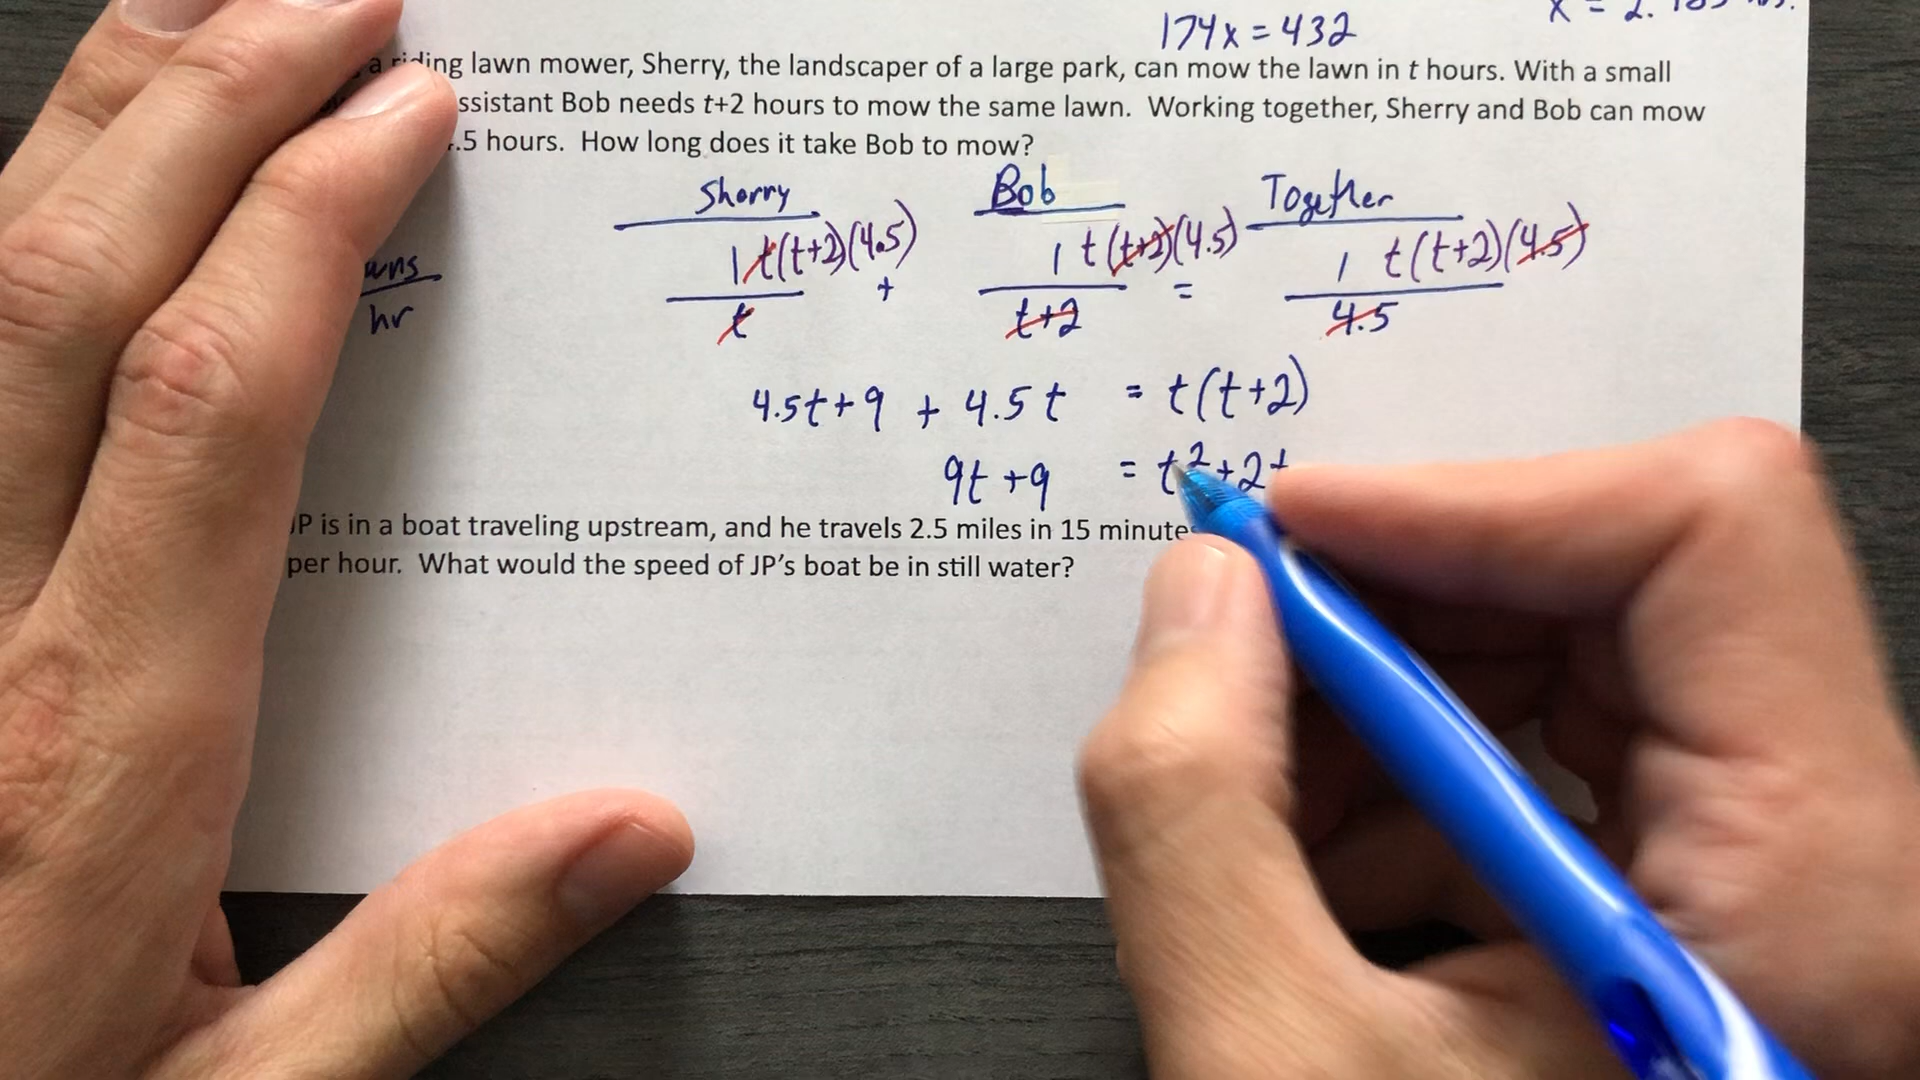 174x = 432
a riding lawn mower, Sherry, the landscaper of a large park, can mow the lawn in t hours. With a small
ssistant Bob needs t+2 hours to mow the same lawn. Working together, Sherry and Bob can mow
.5 hours. How long does it take Bob to mow?
Sherry Bob Together
1 t(t+2)(4.5) 1 t(t+2)(4.5) 1 t(t+2)(4.5)
wns + =
hr t t+2 4.5
4.5t+9 + 4.5t = t(t+2)
9t+9 = t²+2t
JP is in a boat traveling upstream, and he travels 2.5 miles in 15 minute
per hour. What would the speed of JP's boat be in still water?